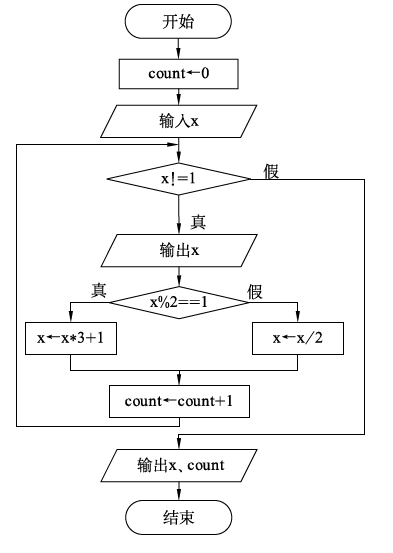 开始
count←0
输入x
x!=1
假
真
输出x
真
x%2==1
假
x←x*3+1
x←x/2
count←count+1
输出x、count
结束